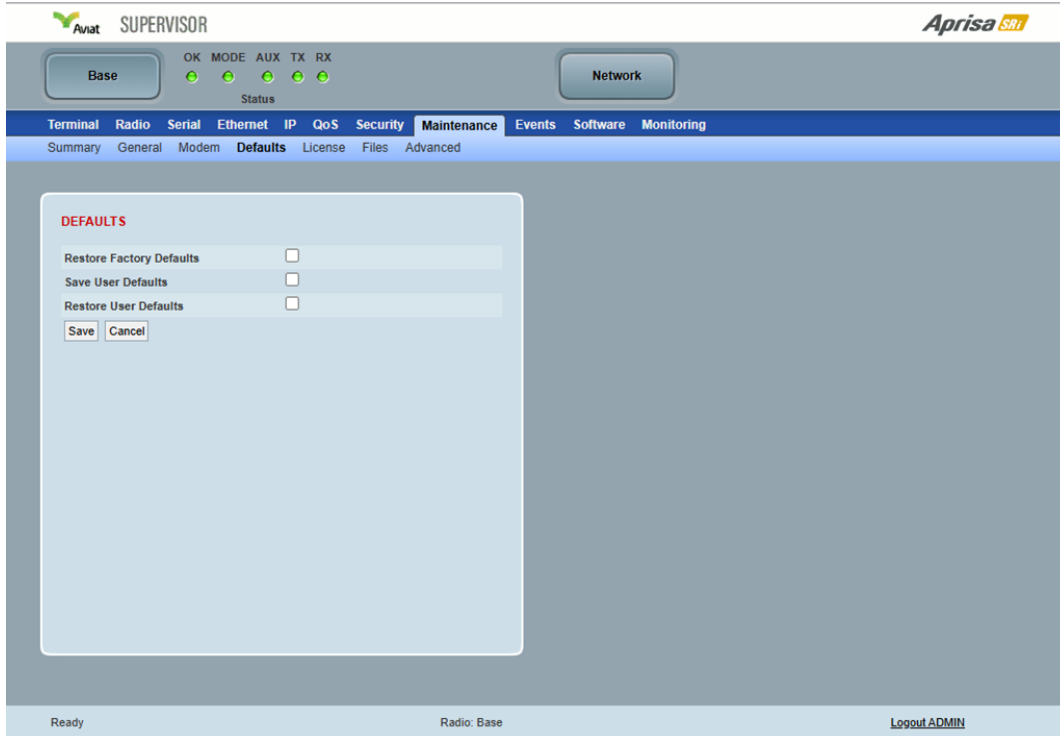 Aviat SUPERVISOR Aprisa SRi
OK MODE AUX TX RX
Base Network
Status
Terminal Radio Serial Ethernet IP QoS Security Maintenance Events Software Monitoring
Summary General Modem Defaults License Files Advanced
DEFAULTS
Restore Factory Defaults
Save User Defaults
Restore User Defaults
Save Cancel
Ready Radio: Base Logout ADMIN